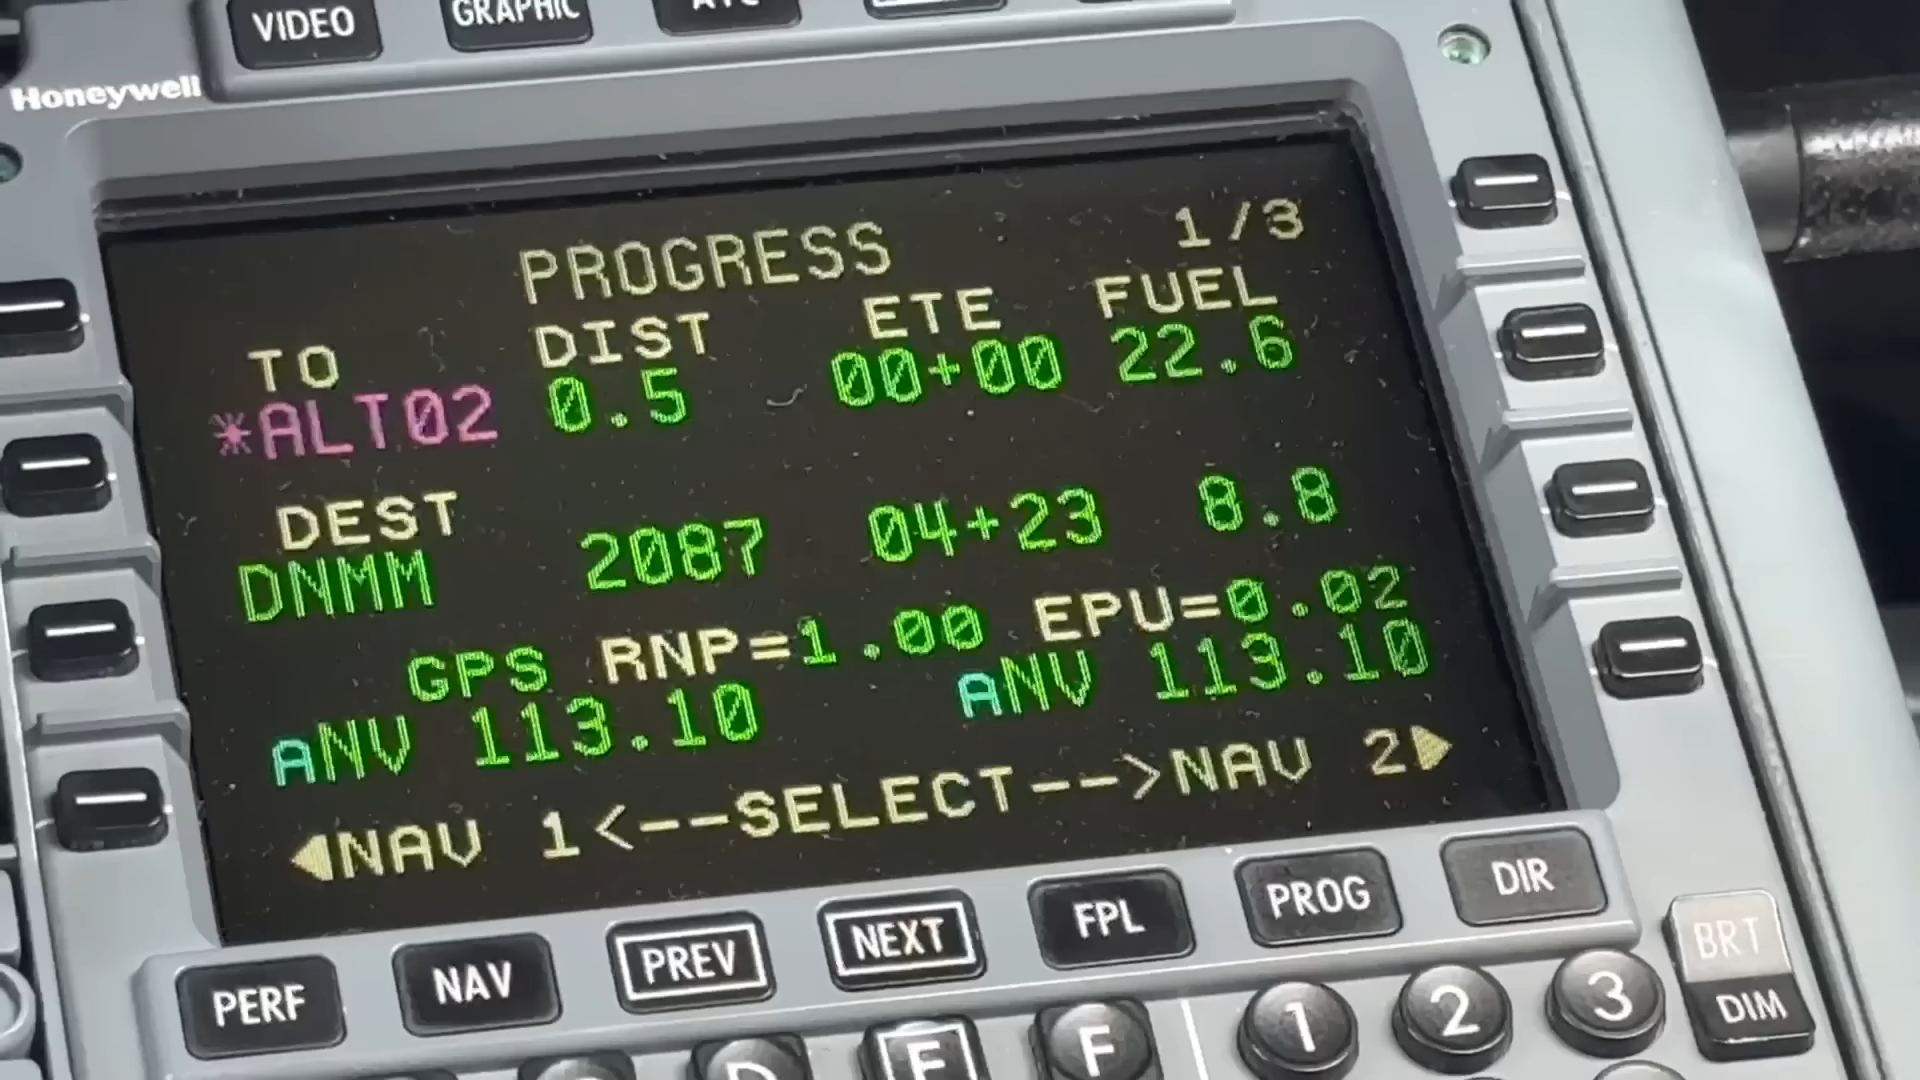 VIDEO GRAPHIC ATC
Honeywell
PROGRESS 1/3
TO DIST ETE FUEL
*ALT02 0.5 00+00 22.6
DEST
DNMM 2087 04+23 8.8
GPS RNP=1.00 EPU=0.02
ANV 113.10 ANV 113.10
◀NAV 1<--SELECT-->NAV 2▶
PERF NAV PREV NEXT FPL PROG DIR
BRT
DIM
D E F 1 2 3